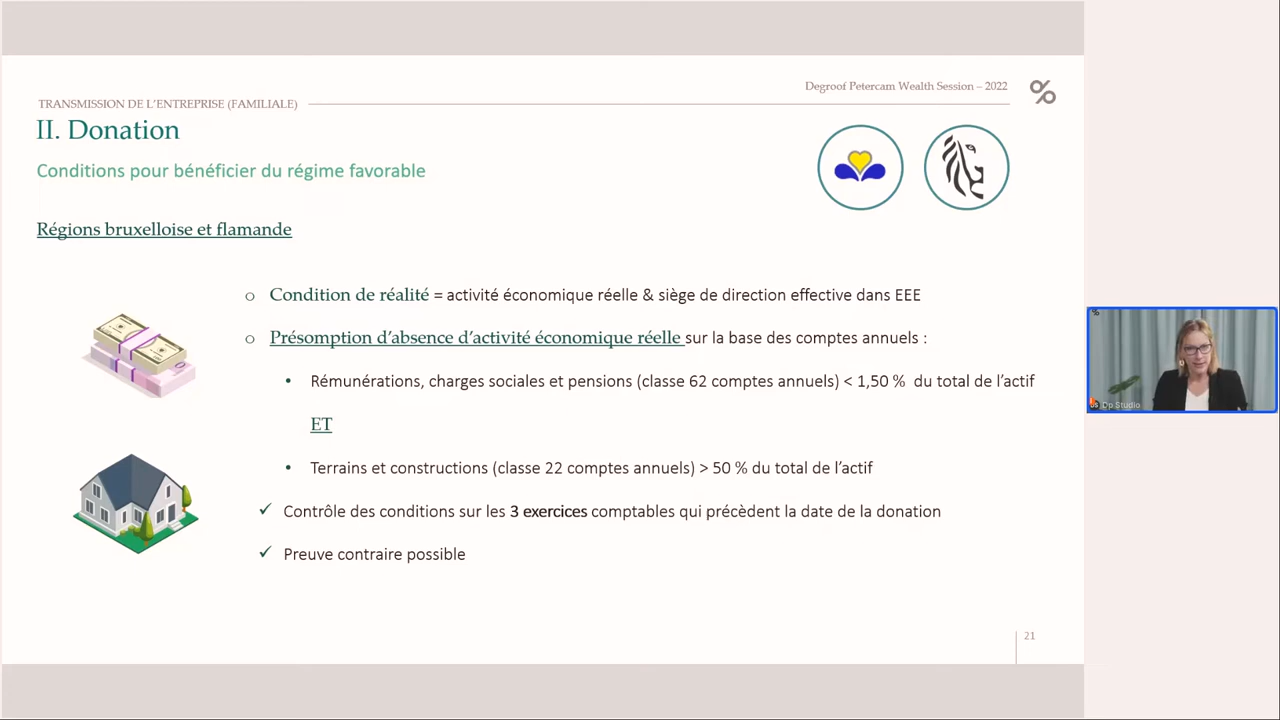 Degroof Petercam Wealth Session – 2022
TRANSMISSION DE L'ENTREPRISE (FAMILIALE)
II. Donation
Conditions pour bénéficier du régime favorable
Régions bruxelloise et flamande
o Condition de réalité = activité économique réelle & siège de direction effective dans EEE
o Présomption d'absence d'activité économique réelle sur la base des comptes annuels :
• Rémunérations, charges sociales et pensions (classe 62 comptes annuels) < 1,50 % du total de l'actif
ET
• Terrains et constructions (classe 22 comptes annuels) > 50 % du total de l'actif
✓ Contrôle des conditions sur les 3 exercices comptables qui précèdent la date de la donation
✓ Preuve contraire possible
21
Dp Studio